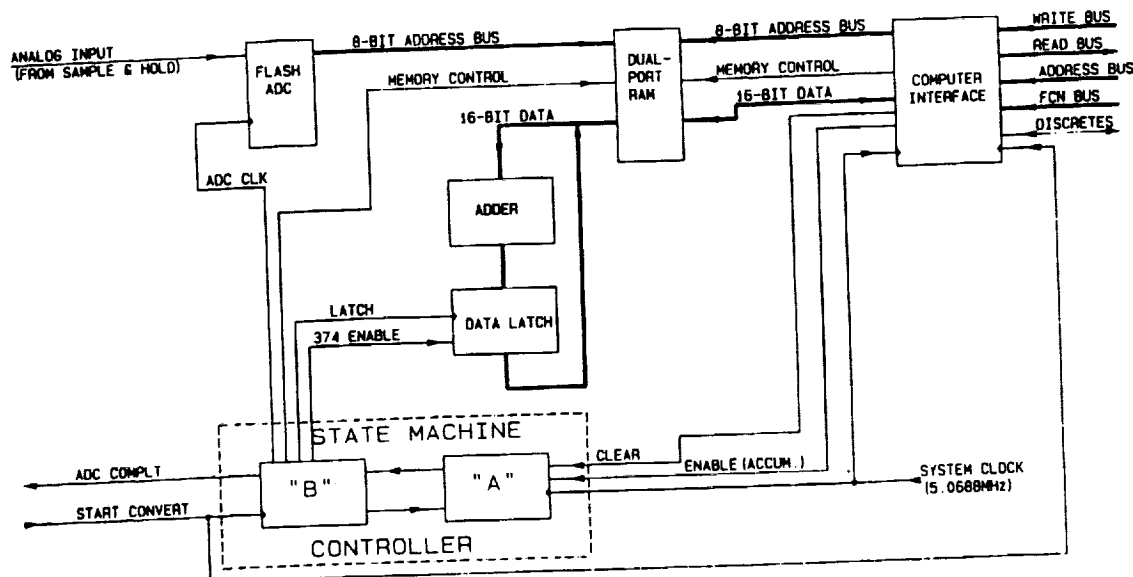 ANALOG INPUT
(FROM SAMPLE & HOLD)
FLASH
ADC
8-BIT ADDRESS BUS
MEMORY CONTROL
16-BIT DATA
DUAL-
PORT
RAM
8-BIT ADDRESS BUS
MEMORY CONTROL
16-BIT DATA
COMPUTER
INTERFACE
WRITE BUS
READ BUS
ADDRESS BUS
FCN BUS
DISCRETES
ADC CLK
ADDER
LATCH
374 ENABLE
DATA LATCH
STATE MACHINE
"B"
"A"
CONTROLLER
ADC COMPLT
START CONVERT
CLEAR
ENABLE (ACCUM.)
SYSTEM CLOCK
(5.0688MHz)